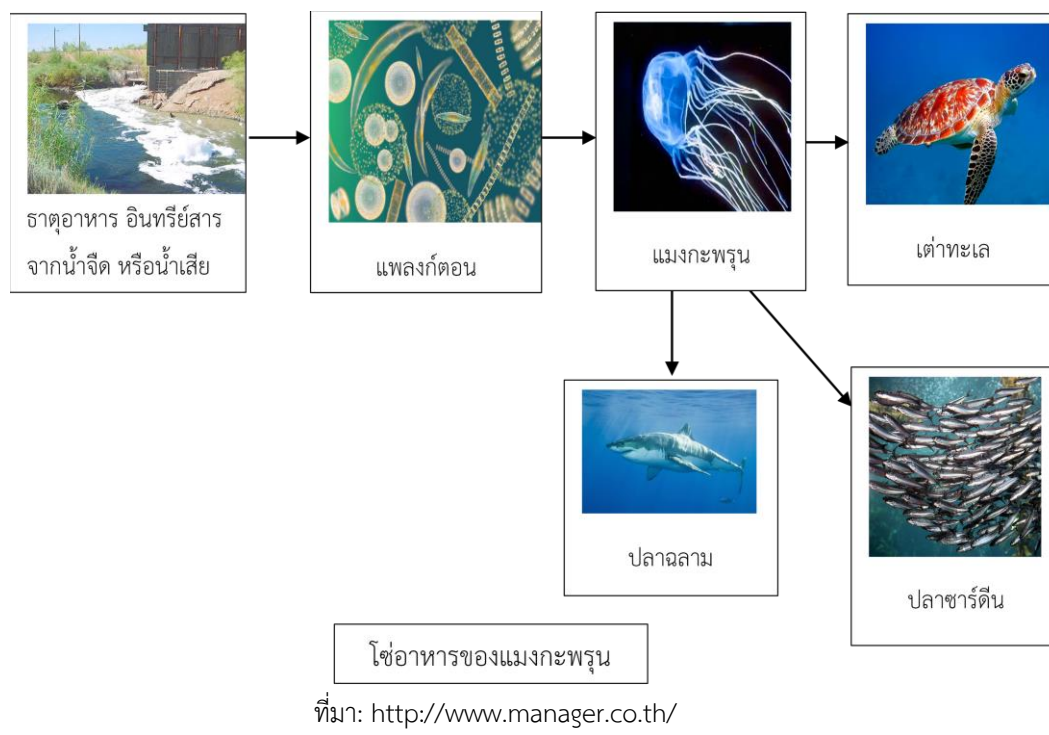 ธาตุอาหาร อินทรีย์สาร
จากน้ำจืด หรือน้ำเสีย
แพลงก์ตอน
แมงกะพรุน
เต่าทะเล
ปลาฉลาม
ปลาซาร์ดีน
โซ่อาหารของแมงกะพรุน
ที่มา: http://www.manager.co.th/